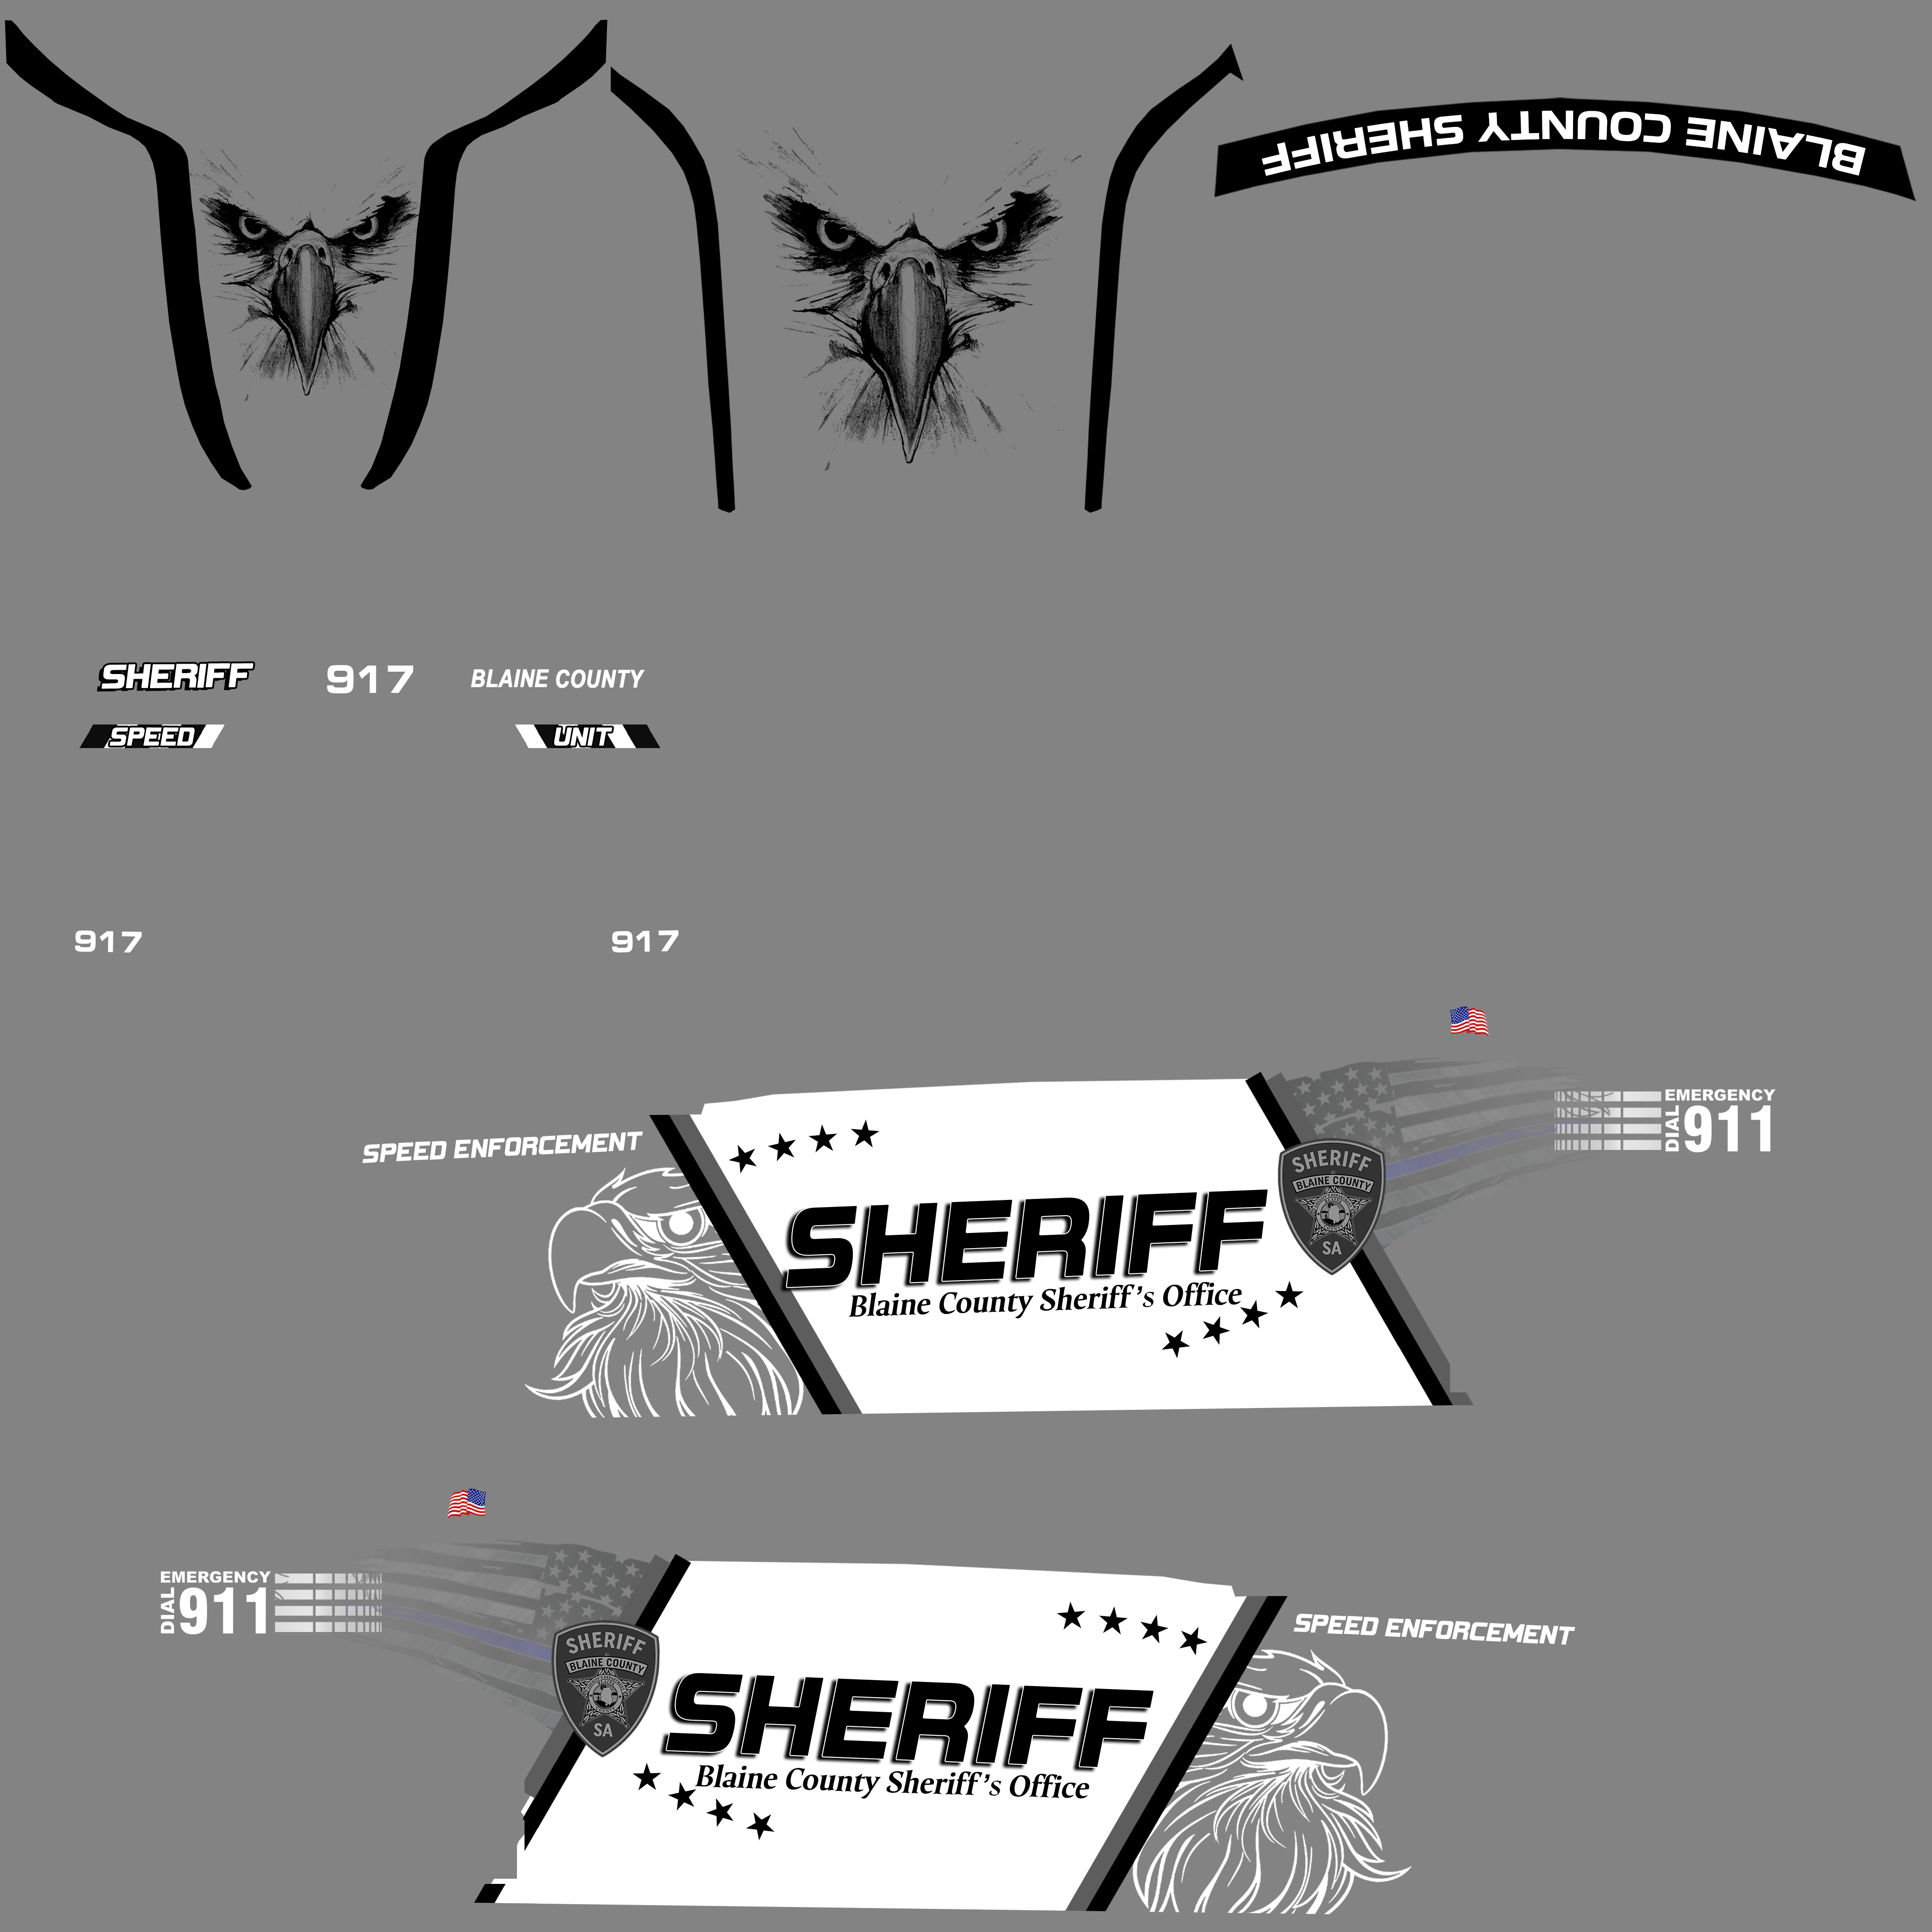 BLAINE COUNTY SHERIFF
SHERIFF
917
BLAINE COUNTY
SPEED
UNIT
917
917
SPEED ENFORCEMENT
EMERGENCY
DIAL
911
SHERIFF
BLAINE COUNTY
SA
SHERIFF
Blaine County Sheriff's Office
EMERGENCY
DIAL
911
SPEED ENFORCEMENT
SHERIFF
BLAINE COUNTY
SA
SHERIFF
Blaine County Sheriff's Office